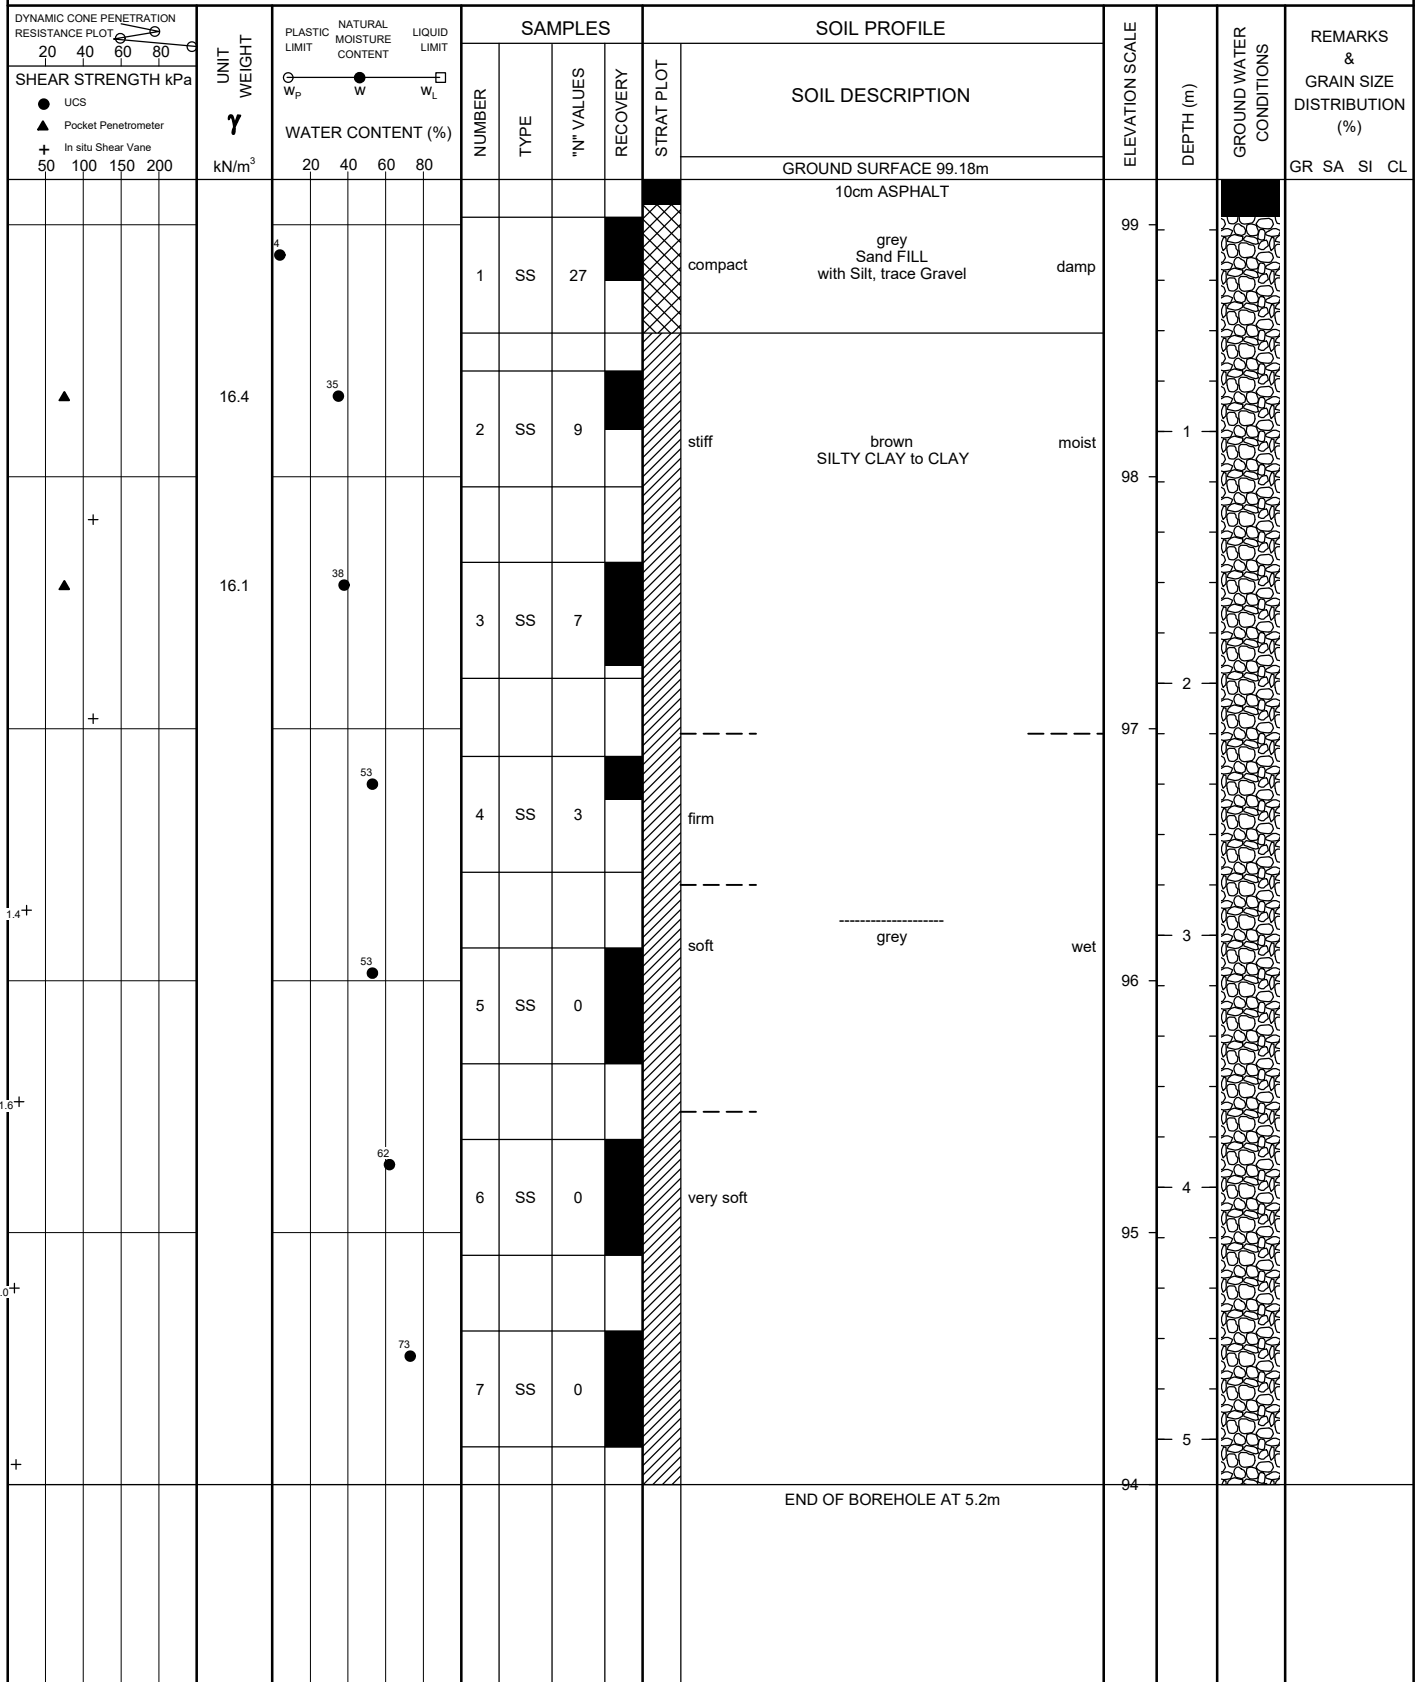 DYNAMIC CONE PENETRATION
RESISTANCE PLOT
20 40 60 80
SHEAR STRENGTH kPa
UCS
Pocket Penetrometer
In situ Shear Vane
50 100 150 200
UNIT
WEIGHT
γ
kN/m³
PLASTIC
LIMIT
NATURAL
MOISTURE
CONTENT
LIQUID
LIMIT
WP W WL
WATER CONTENT (%)
20 40 60 80
SAMPLES
NUMBER
TYPE
"N" VALUES
RECOVERY
SOIL PROFILE
STRAT PLOT
SOIL DESCRIPTION
GROUND SURFACE 99.18m
ELEVATION SCALE
DEPTH (m)
GROUND WATER
CONDITIONS
REMARKS
&
GRAIN SIZE
DISTRIBUTION
(%)
GR SA SI CL
10cm ASPHALT
99
4
1 SS 27
compact
grey
Sand FILL
with Silt, trace Gravel
damp
16.4
35
2 SS 9
stiff
brown
SILTY CLAY to CLAY
moist
1
98
16.1
38
3 SS 7
2
97
53
4 SS 3
firm
1.4
soft
grey
wet
3
53
96
5 SS 0
1.6
62
6 SS 0
very soft
4
95
.0
73
7 SS 0
5
94
END OF BOREHOLE AT 5.2m